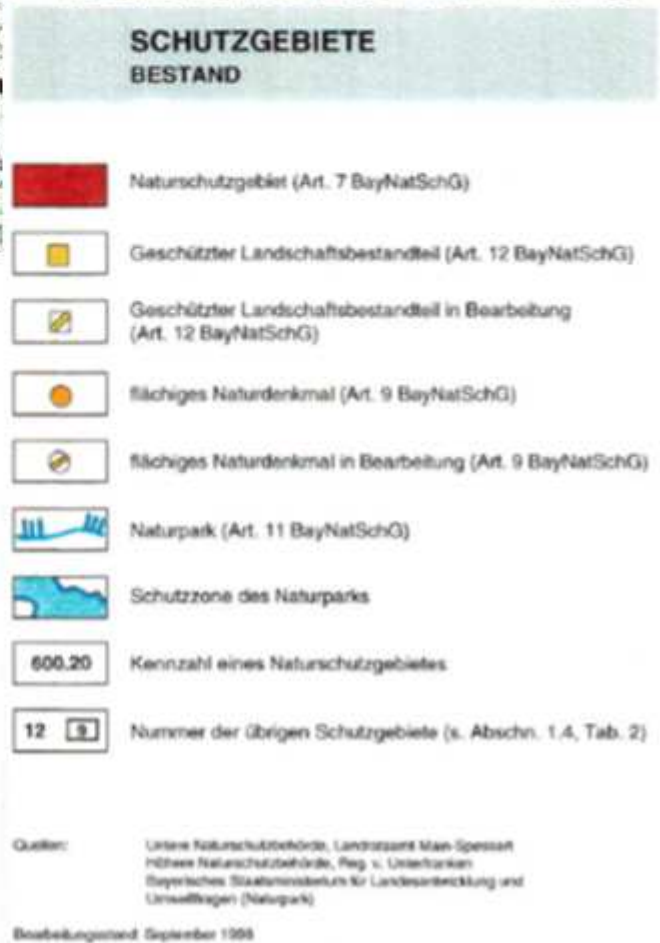 SCHUTZGEBIETE
BESTAND
Naturschutzgebiet (Art. 7 BayNatSchG)
Geschützter Landschaftsbestandteil (Art. 12 BayNatSchG)
Geschützter Landschaftsbestandteil in Bearbeitung
(Art. 12 BayNatSchG)
flächiges Naturdenkmal (Art. 9 BayNatSchG)
flächiges Naturdenkmal in Bearbeitung (Art. 9 BayNatSchG)
Naturpark (Art. 11 BayNatSchG)
Schutzzone des Naturparks
600.20 Kennzahl eines Naturschutzgebietes
12 9 Nummer der übrigen Schutzgebiete (s. Abschn. 1.4, Tab. 2)
Quellen: Untere Naturschutzbehörde, Landratsamt Main-Spessart
Höhere Naturschutzbehörde, Reg. v. Unterfranken
Bayerisches Staatsministerium für Landesentwicklung und
Umweltfragen (Naturpark)
Bearbeitungsstand: September